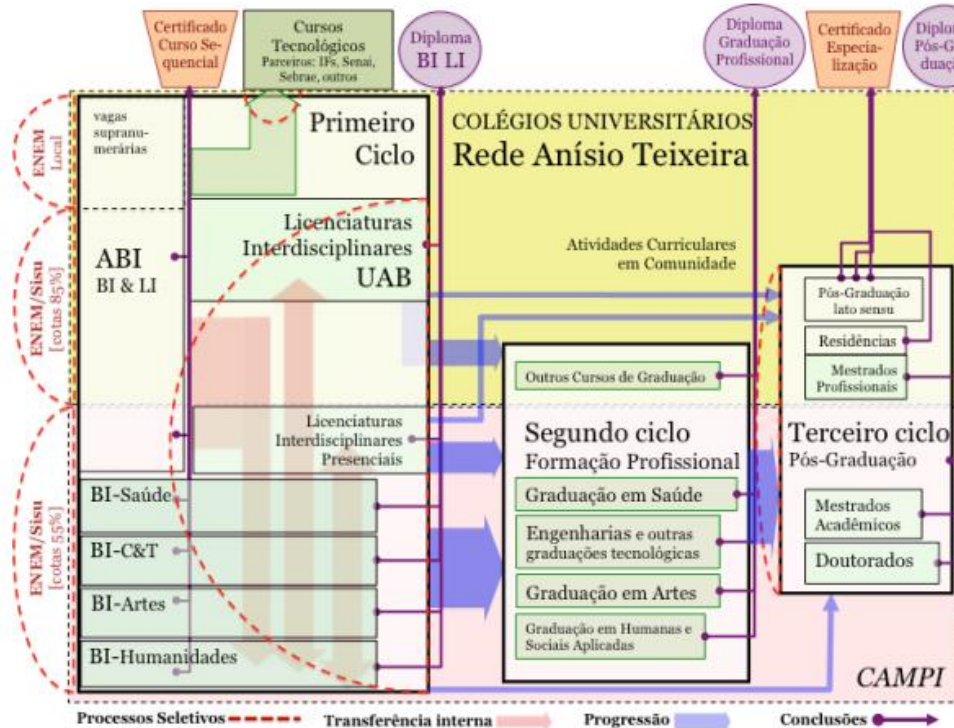 Certificado
Curso Se-
quencial
Cursos
Tecnológicos
Parceiros: IFs, Senai,
Sebrae, outros
Diploma
BI LI
Diploma
Graduação
Profissional
Certificado
Especia-
lização
Diplom
Pós-G
duaçã
ENEM
Local
vagas
supranu-
merárias
Primeiro
Ciclo
COLÉGIOS UNIVERSITÁRIOS
Rede Anísio Teixeira
ENEM/Sisu
[cotas 85%]
ABI
BI & LI
Licenciaturas
Interdisciplinares
UAB
Atividades Curriculares
em Comunidade
Pós-Graduação
lato sensu
Residências
Mestrados
Profissionais
Outros Cursos de Graduação
ENEM/Sisu
[cotas 55%]
Licenciaturas
Interdisciplinares
Presenciais
Segundo ciclo
Formação Profissional
Terceiro ciclo
Pós-Graduação
BI-Saúde
BI-C&T
BI-Artes
BI-Humanidades
Graduação em Saúde
Engenharias e outras
graduações tecnológicas
Graduação em Artes
Graduação em Humanas e
Sociais Aplicadas
Mestrados
Acadêmicos
Doutorados
CAMPI
Processos Seletivos
Transferência interna
Progressão
Conclusões